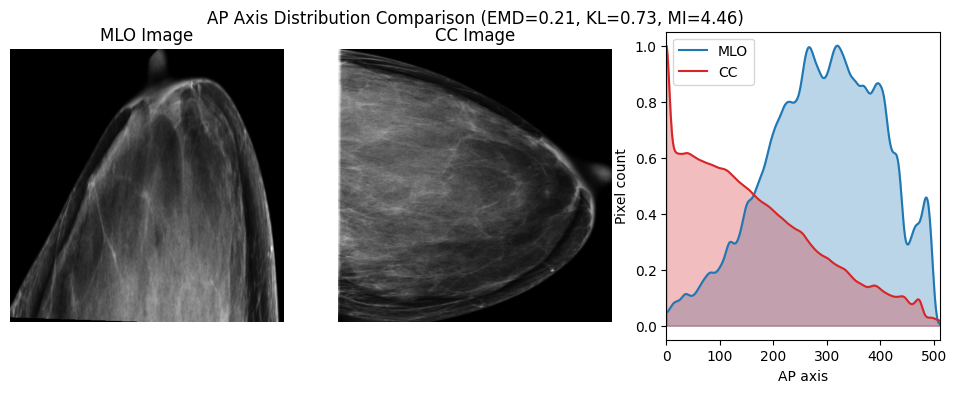 AP Axis Distribution Comparison (EMD=0.21, KL=0.73, MI=4.46)
MLO Image
CC Image
MLO
CC
Pixel count
1.0
0.8
0.6
0.4
0.2
0.0
0 100 200 300 400 500
AP axis